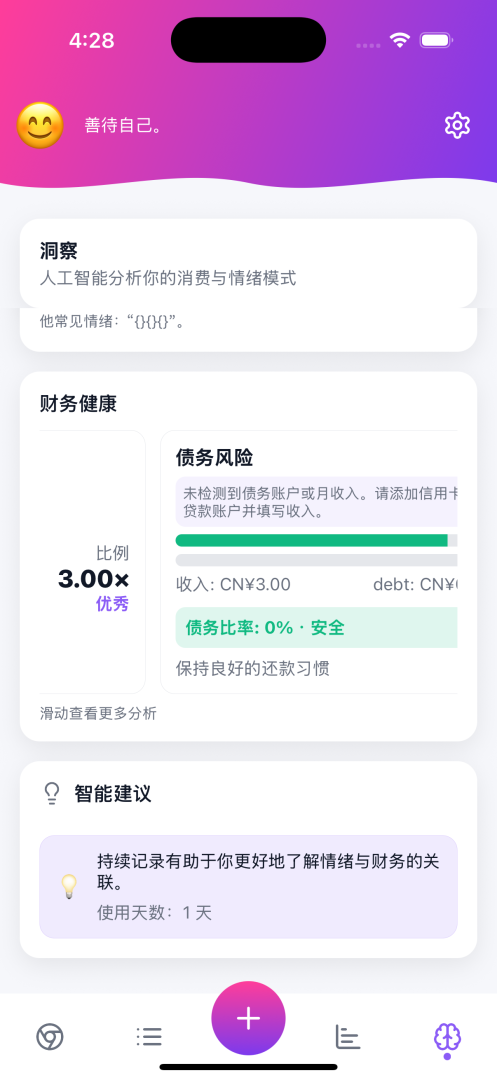 4:28
善待自己。
洞察
人工智能分析你的消费与情绪模式
他常见情绪：“{}{}{}”。
财务健康
比例
3.00×
优秀
债务风险
未检测到债务账户或月收入。请添加信用卡
贷款账户并填写收入。
收入: CN¥3.00
debt: CN¥
债务比率: 0% · 安全
保持良好的还款习惯
滑动查看更多分析
智能建议
持续记录有助于你更好地了解情绪与财务的关
联。
使用天数：1 天